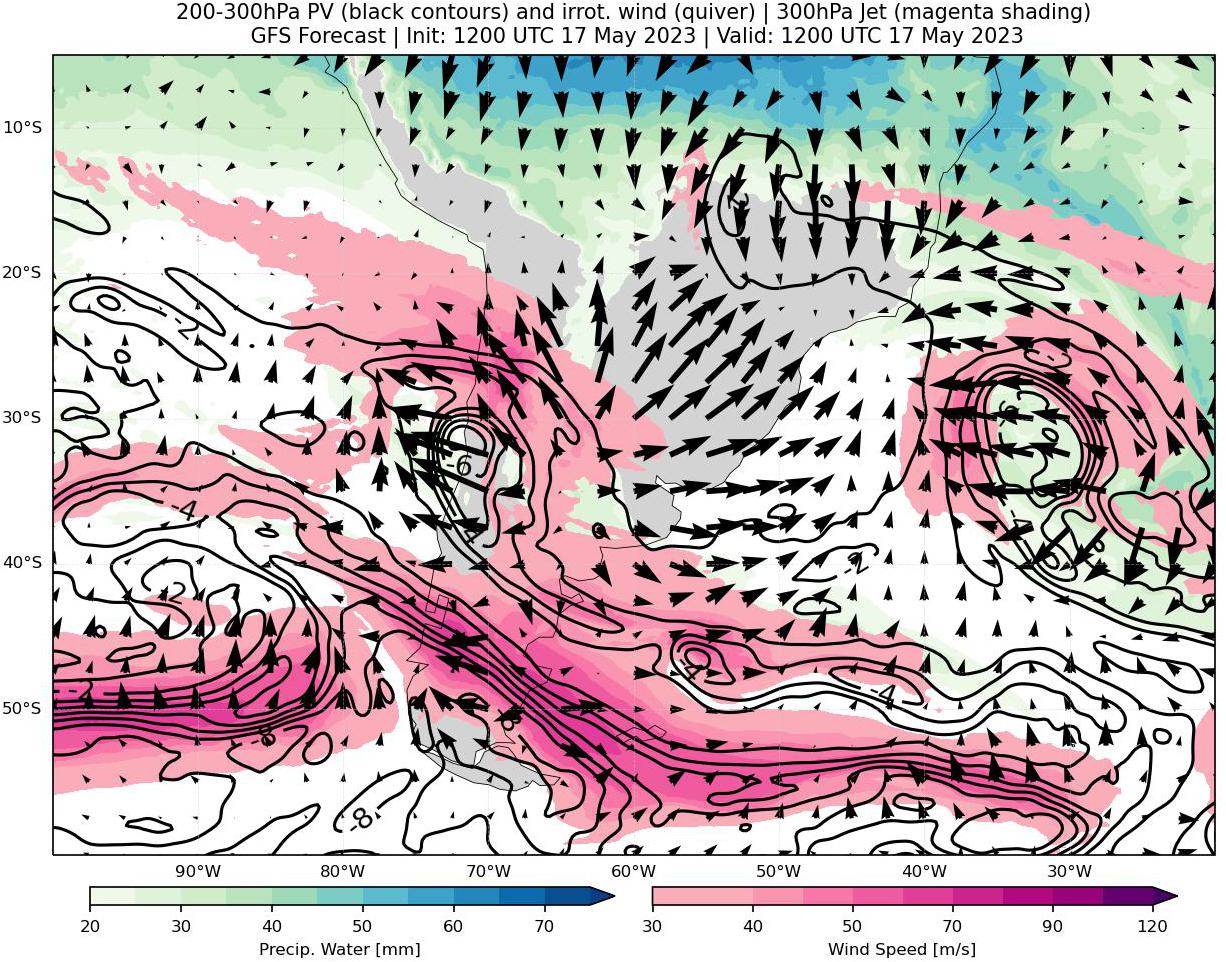 200-300hPa PV (black contours) and irrot. wind (quiver) | 300hPa Jet (magenta shading)
GFS Forecast | Init: 1200 UTC 17 May 2023 | Valid: 1200 UTC 17 May 2023
10°S
20°S
30°S
40°S
50°S
-2
0
-6
-4
-4
-4
-2
-2
-4
-4
-8
90°W 80°W 70°W 60°W 50°W 40°W 30°W
20 30 40 50 60 70
30 40 50 70 90 120
Precip. Water [mm]
Wind Speed [m/s]